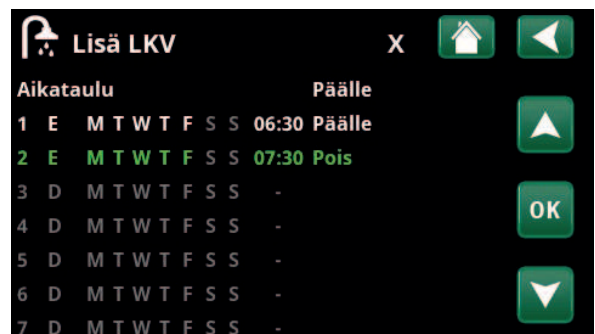 Lisä LKV X
Aikataulu Päälle
1 E M T W T F S S 06:30 Päälle
2 E M T W T F S S 07:30 Pois
3 D M T W T F S S -
4 D M T W T F S S -
5 D M T W T F S S -
6 D M T W T F S S -
7 D M T W T F S S
OK